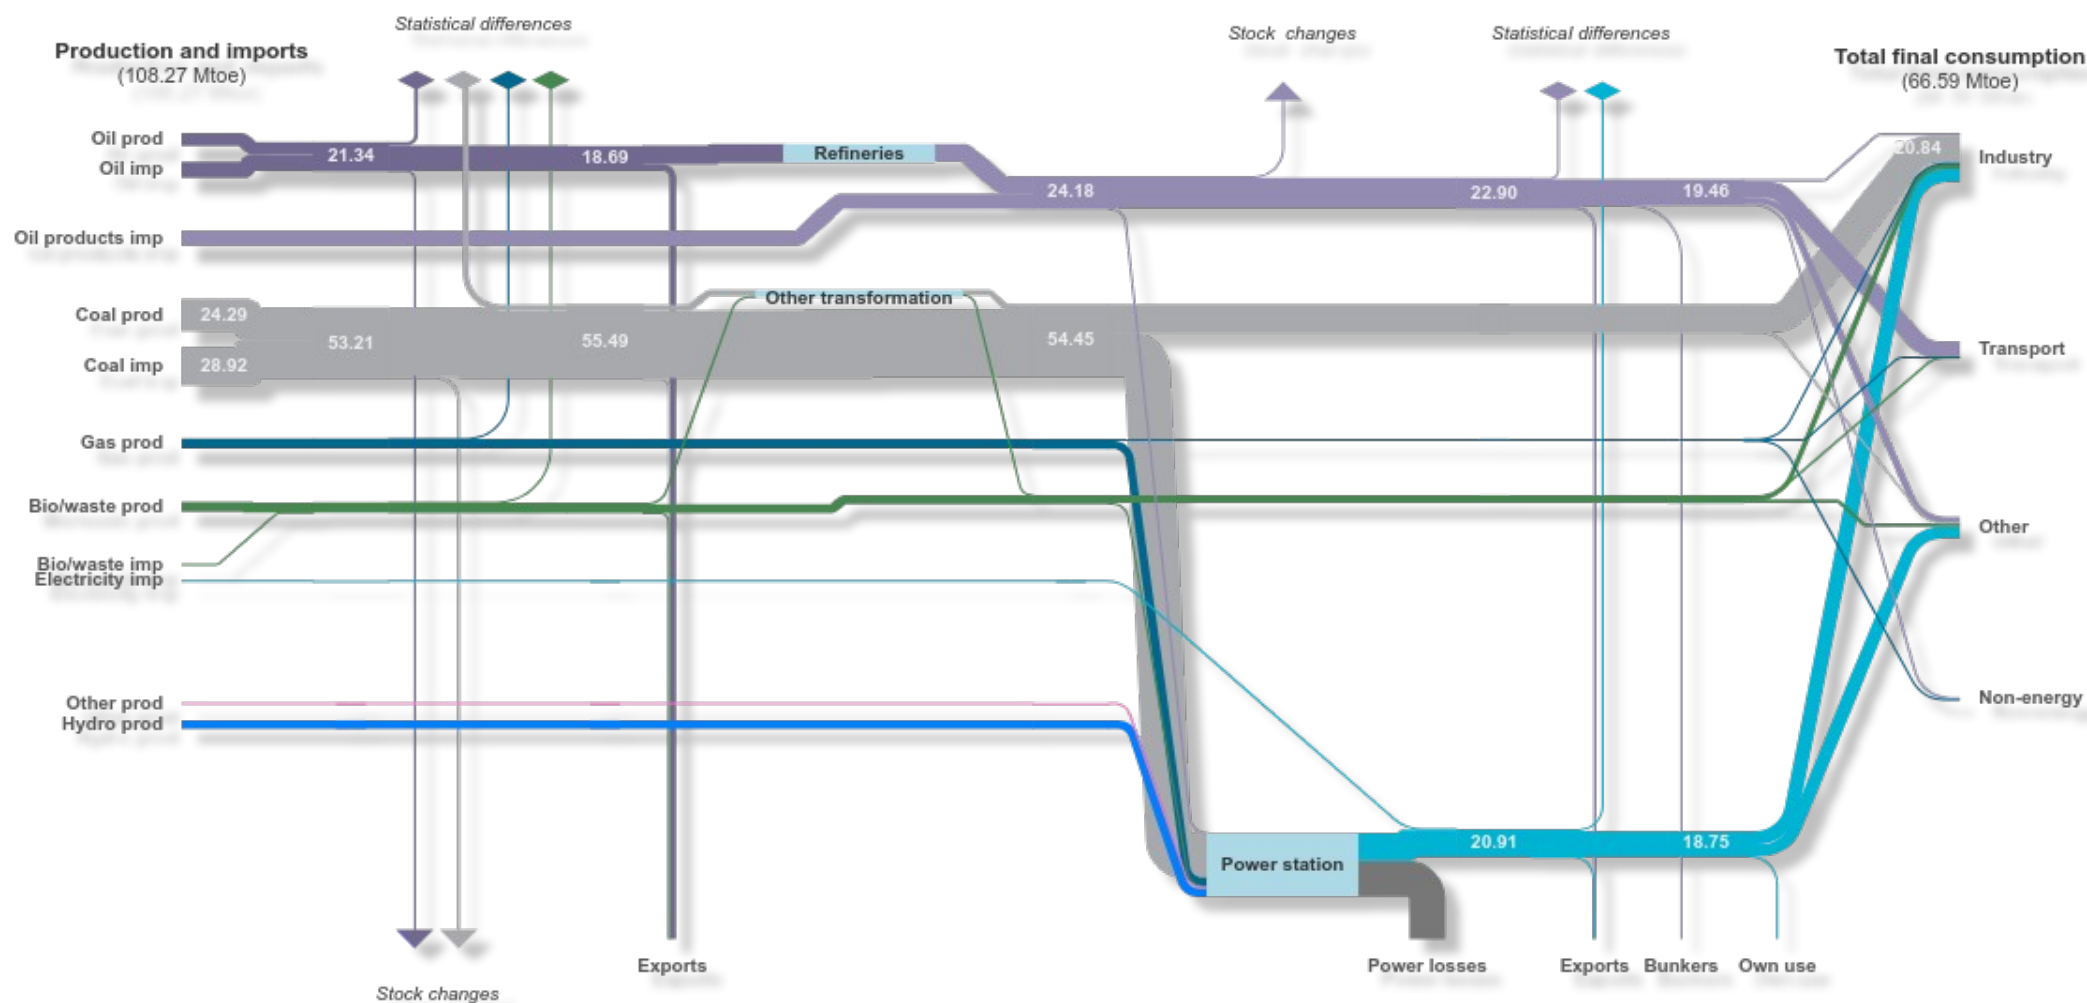 Statistical differences
Stock changes
Statistical differences
Production and imports
(108.27 Mtoe)
Total final consumption
(66.59 Mtoe)
Oil prod
Oil imp
21.34
18.69
Refineries
20.84
Industry
24.18
22.90
19.46
Oil products imp
Other transformation
Coal prod
24.29
53.21
55.49
54.45
Coal imp
28.92
Transport
Gas prod
Bio/waste prod
Other
Bio/waste imp
Electricity imp
Other prod
Hydro prod
Non-energy
Power station
20.91
18.75
Exports
Power losses
Exports
Bunkers
Own use
Stock changes